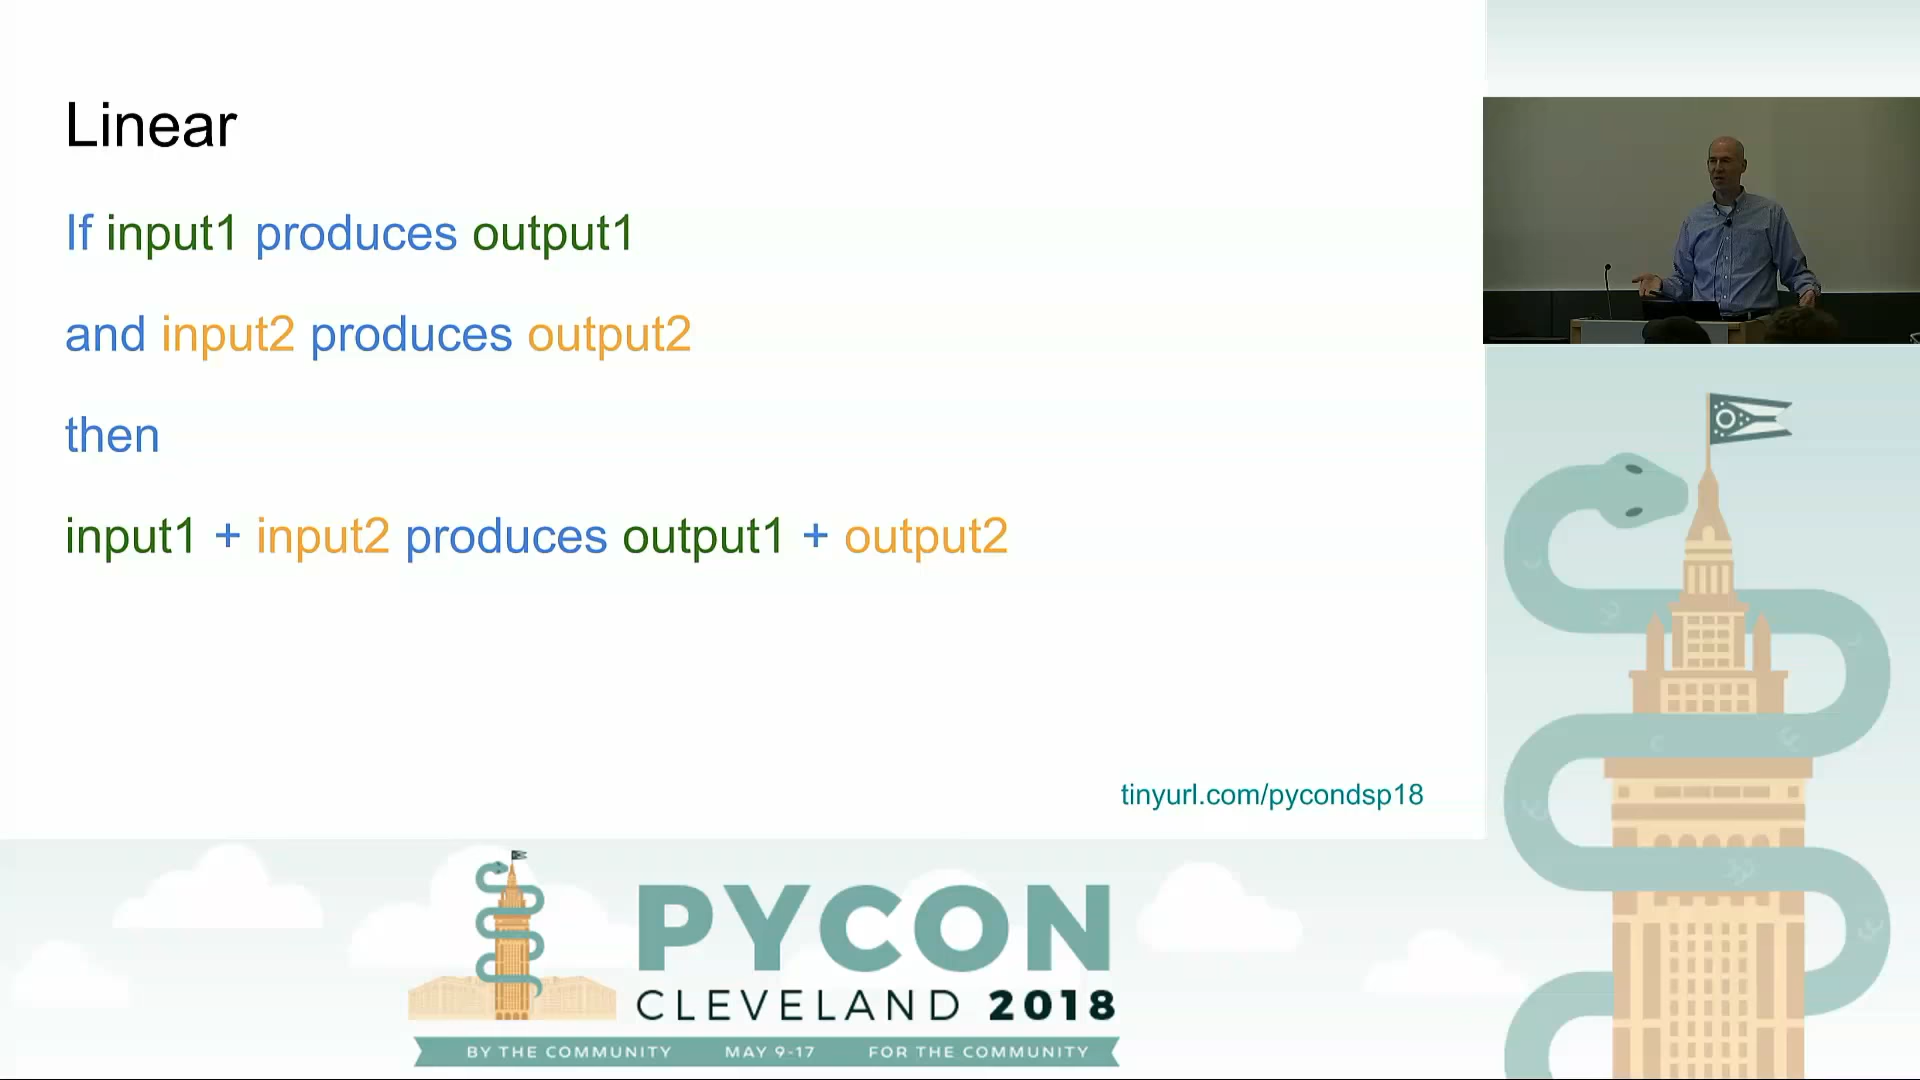 Linear
If input1 produces output1
and input2 produces output2
then
input1 + input2 produces output1 + output2
tinyurl.com/pycondsp18
PYCON
CLEVELAND 2018
BY THE COMMUNITY MAY 9-17 FOR THE COMMUNITY